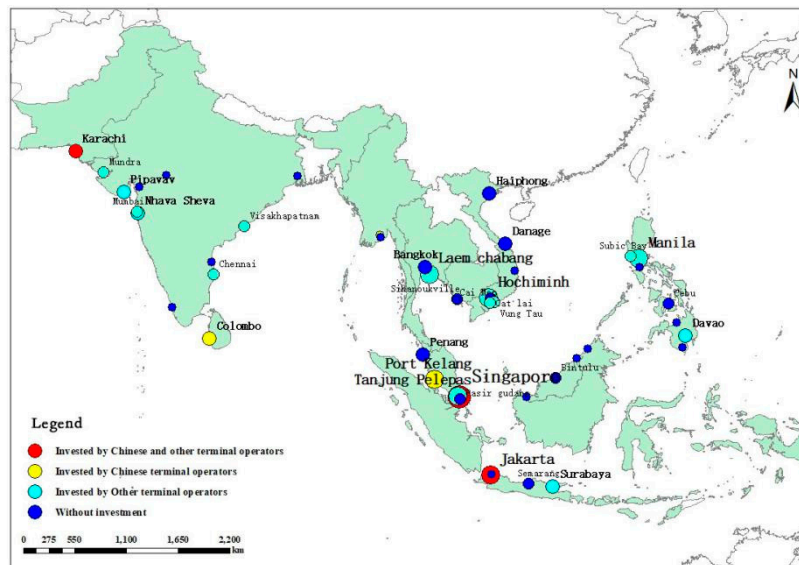 N
Karachi
Mundra
Pipavav
Mumbai
Nhava Sheva
Visakhapatnam
Chennai
Colombo
Haiphong
Danage
Bangkok
Laem chabang
Sihanoukville
Cai Mep
Hochiminh
Cat lai
Vung Tau
Subic Bay
Manila
Cebu
Davao
Penang
Port Kelang
Tanjung Pelepas
Singapore
Pasir gudang
Bintulu
Jakarta
Semarang
Surabaya
Legend
Invested by Chinese and other terminal operators
Invested by Chinese terminal operators
Invested by Other terminal operators
Without investment
0 275 550 1,100 1,650 2,200
km